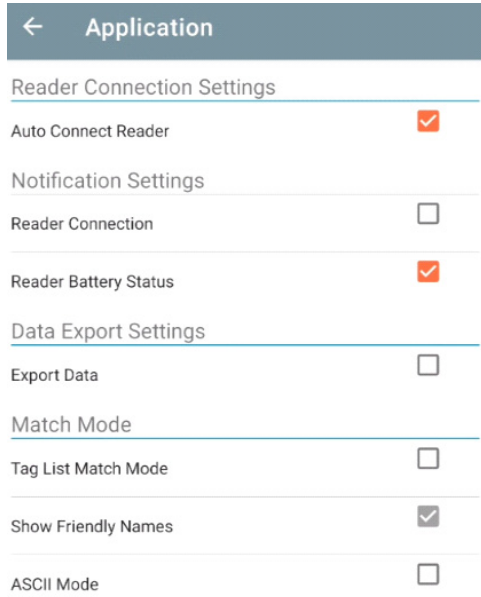 Application
Reader Connection Settings
Auto Connect Reader
Notification Settings
Reader Connection
Reader Battery Status
Data Export Settings
Export Data
Match Mode
Tag List Match Mode
Show Friendly Names
ASCII Mode